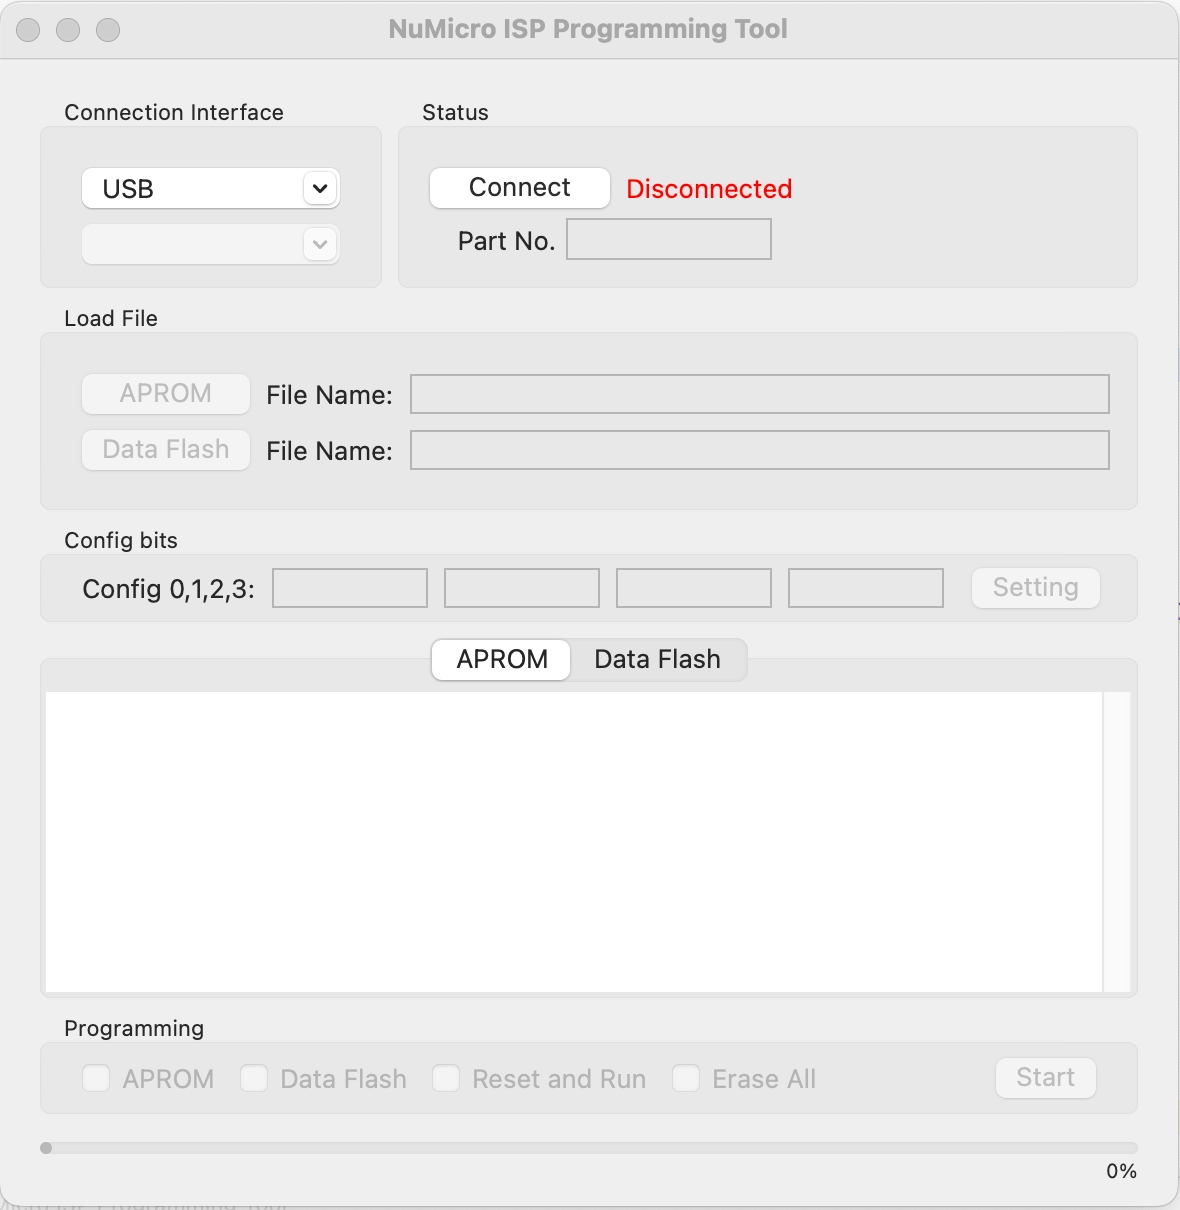 NuMicro ISP Programming Tool
Connection Interface
Status
USB
Connect
Disconnected
Part No.
Load File
APROM
File Name:
Data Flash
File Name:
Config bits
Config 0,1,2,3:
Setting
APROM
Data Flash
Programming
APROM
Data Flash
Reset and Run
Erase All
Start
0%